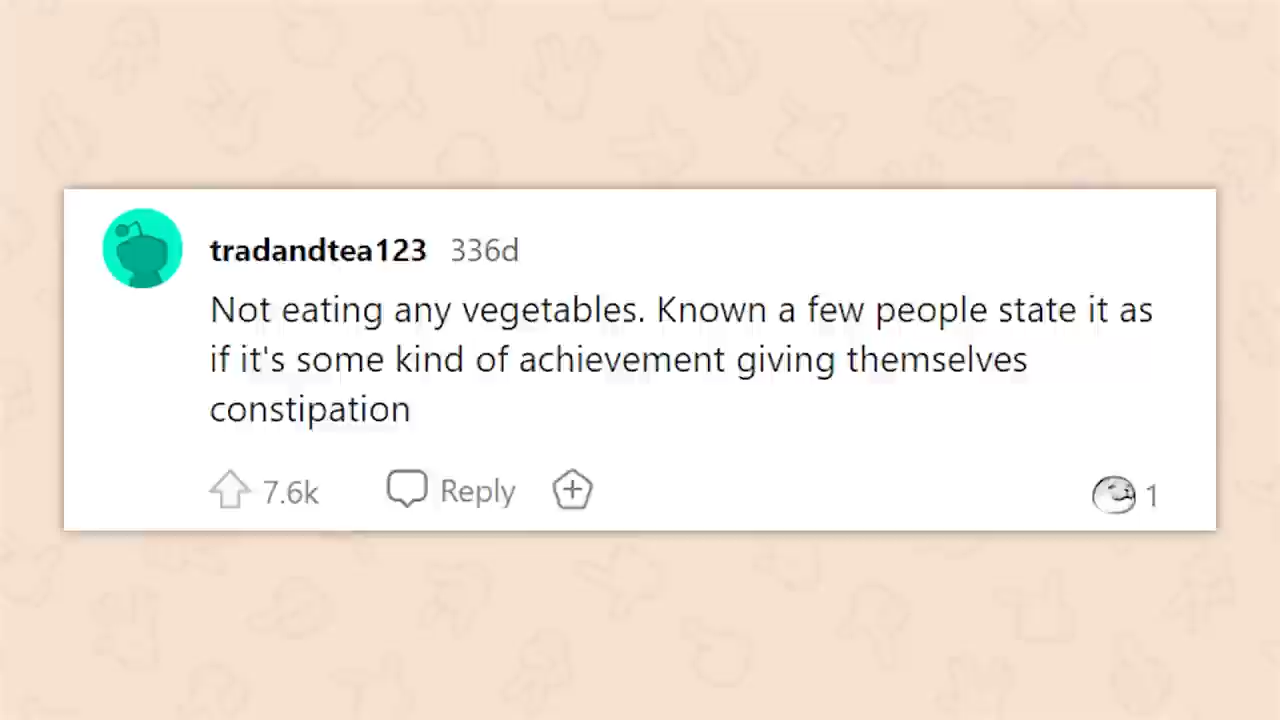 tradandtea123 336d
Not eating any vegetables. Known a few people state it as
if it's some kind of achievement giving themselves
constipation
7.6k Reply 1